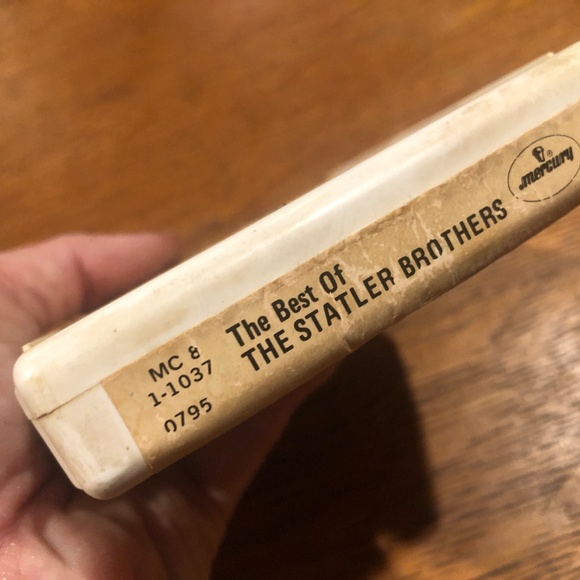 MC 8
1-1037
0795
The Best Of
THE STATLER BROTHERS
mercury®